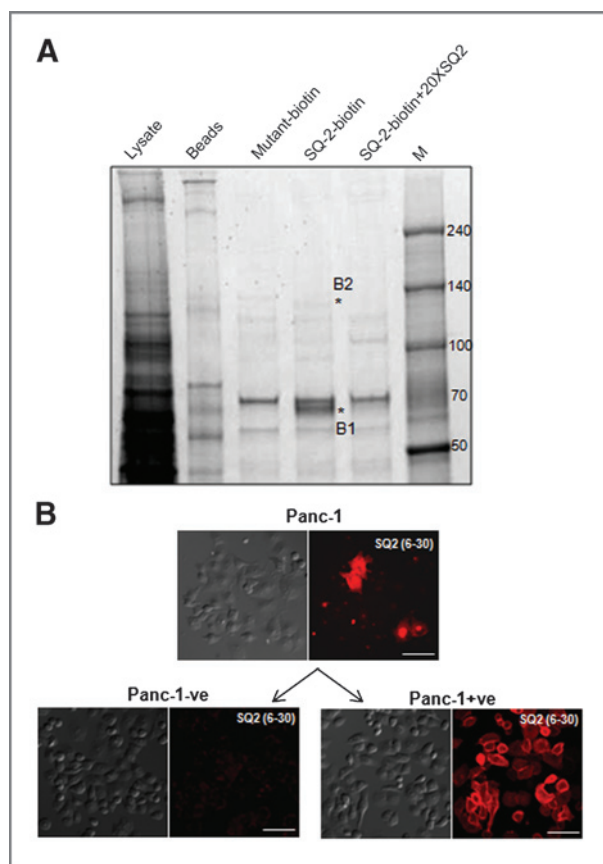 A
Lysate
Beads
Mutant-biotin
SQ-2-biotin
SQ-2-biotin+20XSQ2
M
240
B2
*
140
100
70
*
B1
50
B
Panc-1
SQ2 (6-30)
Panc-1-ve
Panc-1+ve
SQ2 (6-30)
SQ2 (6-30)